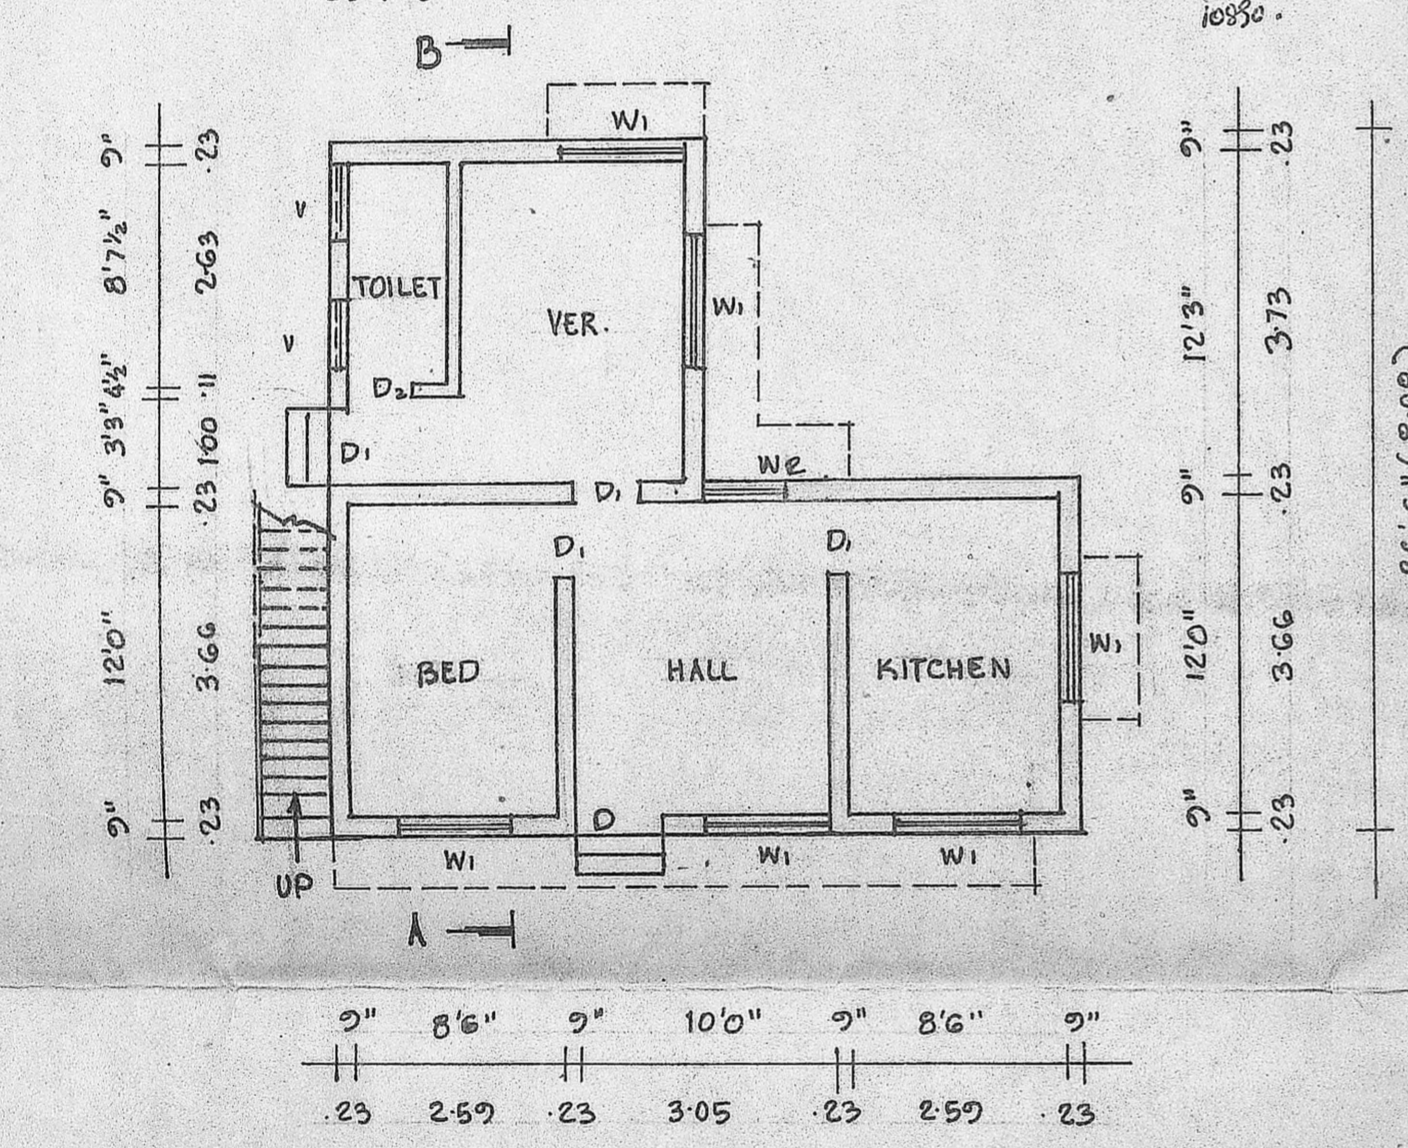 B
W1
9" .23
9" .23
V
8'7½" 2.63
TOILET
VER.
W1
12'3" 3.73
V
4½" .11
D2
3'3" 1.00
D1
W2
9" .23
D1
9" .23
D1
D1
12'0" 3.66
BED
HALL
KITCHEN
W1
12'0" 3.66
9" .23
D
9" .23
W1
W1
W1
UP
A
9" 8'6" 9" 10'0" 9" 8'6" 9"
.23 2.59 .23 3.05 .23 2.59 .23